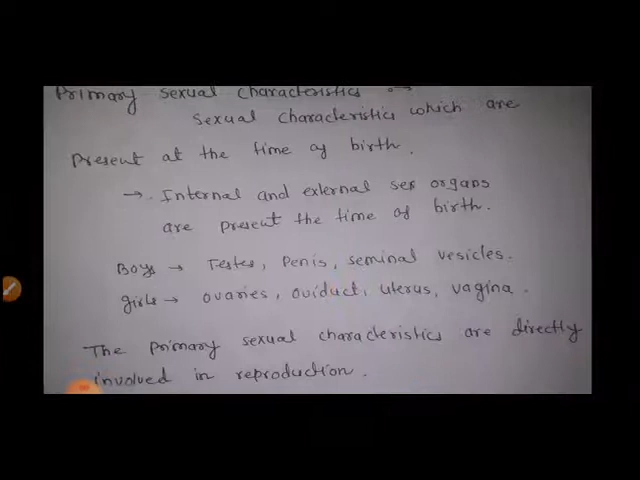 Primary sexual characteristics :→
sexual characteristics which are
Present at the time of birth.
→. Internal and external sex organs
are present the time of birth.
Boys → Testes, Penis, seminal vesicles.
girls → ovaries, oviduct, uterus, vagina.
The primary sexual characteristics are directly
involved in reproduction.